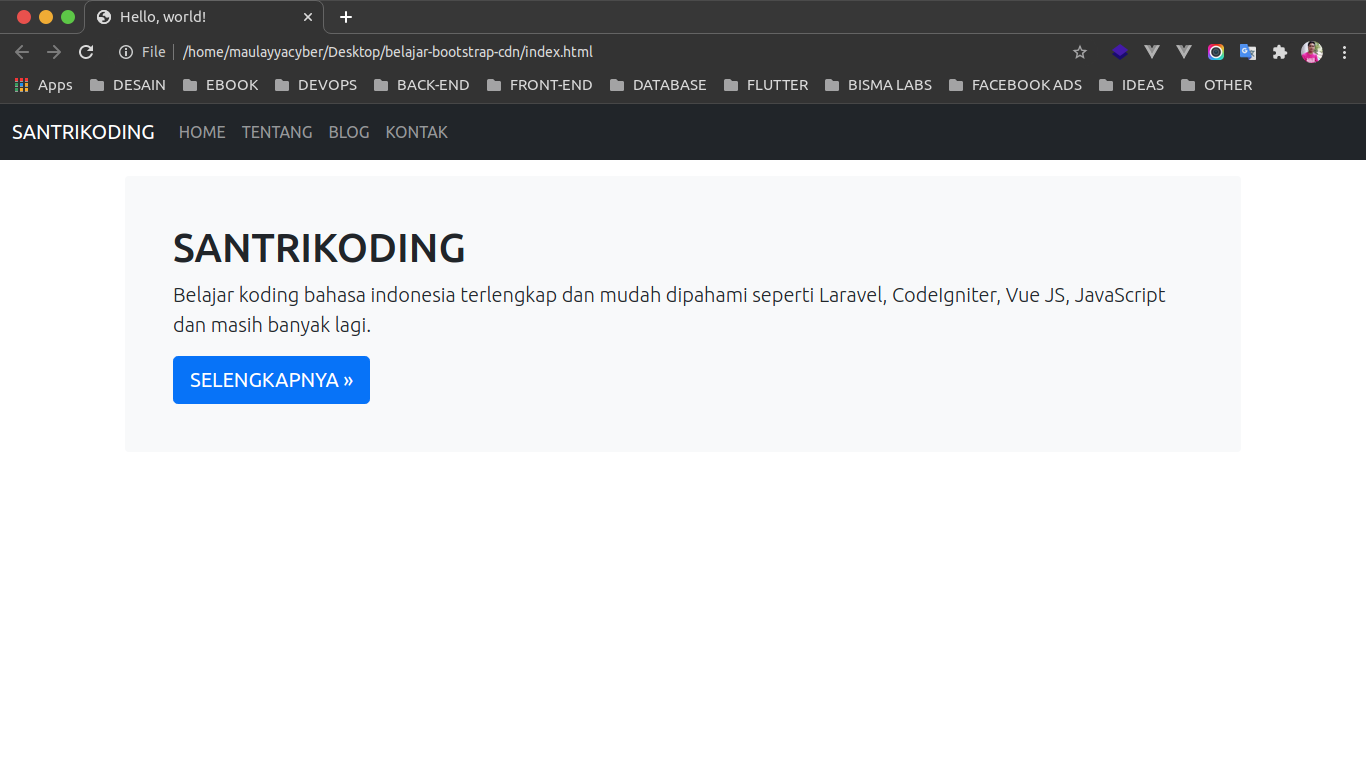 Hello, world!
File /home/maulayyacyber/Desktop/belajar-bootstrap-cdn/index.html
Apps DESAIN EBOOK DEVOPS BACK-END FRONT-END DATABASE FLUTTER BISMA LABS FACEBOOK ADS IDEAS OTHER
SANTRIKODING HOME TENTANG BLOG KONTAK
SANTRIKODING
Belajar koding bahasa indonesia terlengkap dan mudah dipahami seperti Laravel, CodeIgniter, Vue JS, JavaScript
dan masih banyak lagi.
SELENGKAPNYA »